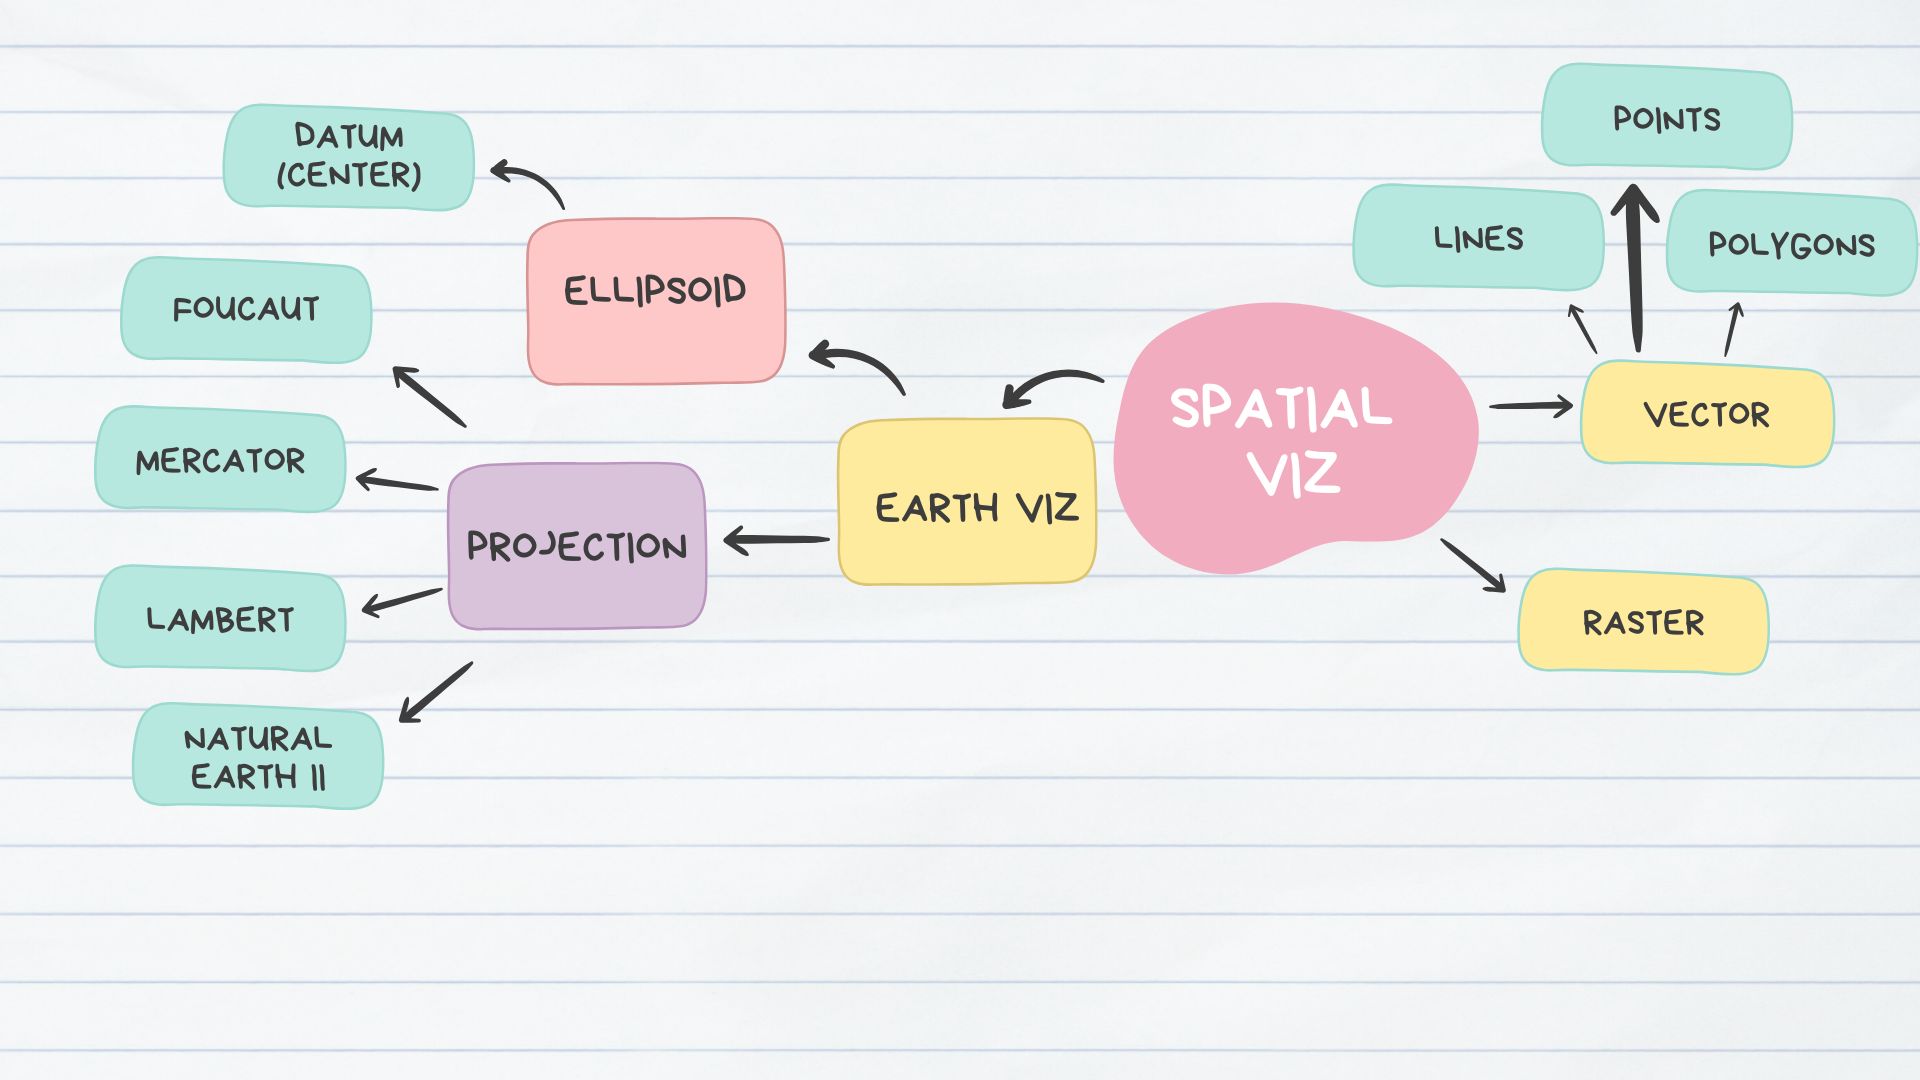 POINTS
DATUM
(CENTER)
LINES
POLYGONS
ELLIPSOID
FOUCAUT
SPATIAL
VIZ
VECTOR
MERCATOR
EARTH VIZ
PROJECTION
LAMBERT
RASTER
NATURAL
EARTH II